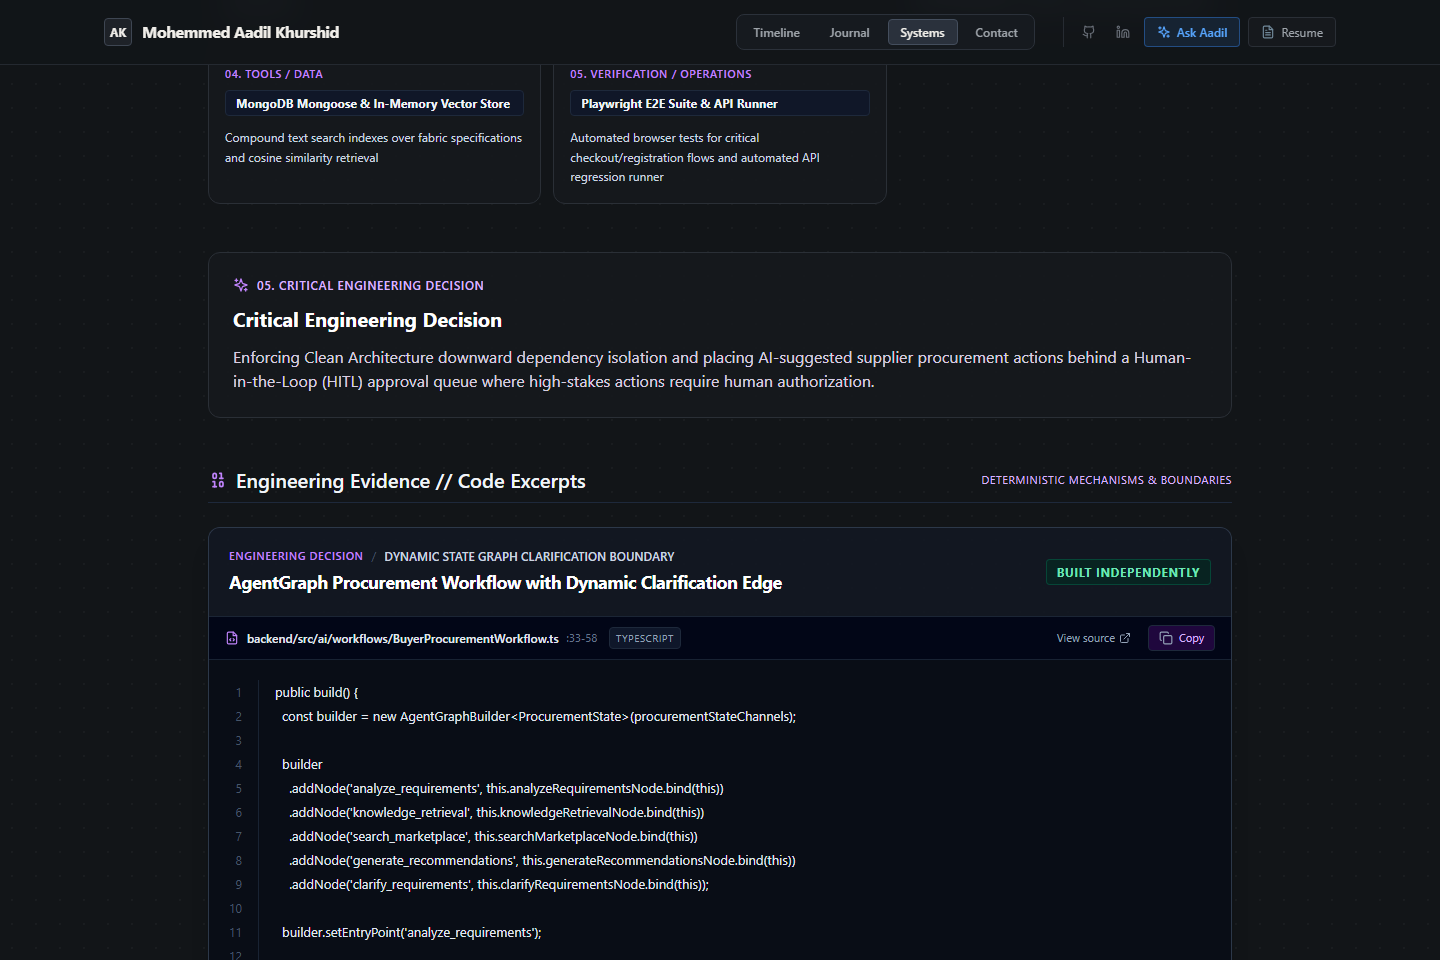 AK Mohemmed Aadil Khurshid
Timeline Journal Systems Contact
Ask Aadil
Resume
04. TOOLS / DATA
MongoDB Mongoose & In-Memory Vector Store
Compound text search indexes over fabric specifications
and cosine similarity retrieval
05. VERIFICATION / OPERATIONS
Playwright E2E Suite & API Runner
Automated browser tests for critical
checkout/registration flows and automated API
regression runner
05. CRITICAL ENGINEERING DECISION
Critical Engineering Decision
Enforcing Clean Architecture downward dependency isolation and placing AI-suggested supplier procurement actions behind a Human-
in-the-Loop (HITL) approval queue where high-stakes actions require human authorization.
Engineering Evidence // Code Excerpts
DETERMINISTIC MECHANISMS & BOUNDARIES
ENGINEERING DECISION / DYNAMIC STATE GRAPH CLARIFICATION BOUNDARY
AgentGraph Procurement Workflow with Dynamic Clarification Edge
BUILT INDEPENDENTLY
backend/src/ai/workflows/BuyerProcurementWorkflow.ts :33-58 TYPESCRIPT
View source
Copy
1 public build() {
2 const builder = new AgentGraphBuilder<ProcurementState>(procurementStateChannels);
3
4 builder
5 .addNode('analyze_requirements', this.analyzeRequirementsNode.bind(this))
6 .addNode('knowledge_retrieval', this.knowledgeRetrievalNode.bind(this))
7 .addNode('search_marketplace', this.searchMarketplaceNode.bind(this))
8 .addNode('generate_recommendations', this.generateRecommendationsNode.bind(this))
9 .addNode('clarify_requirements', this.clarifyRequirementsNode.bind(this));
10
11 builder.setEntryPoint('analyze_requirements');
12